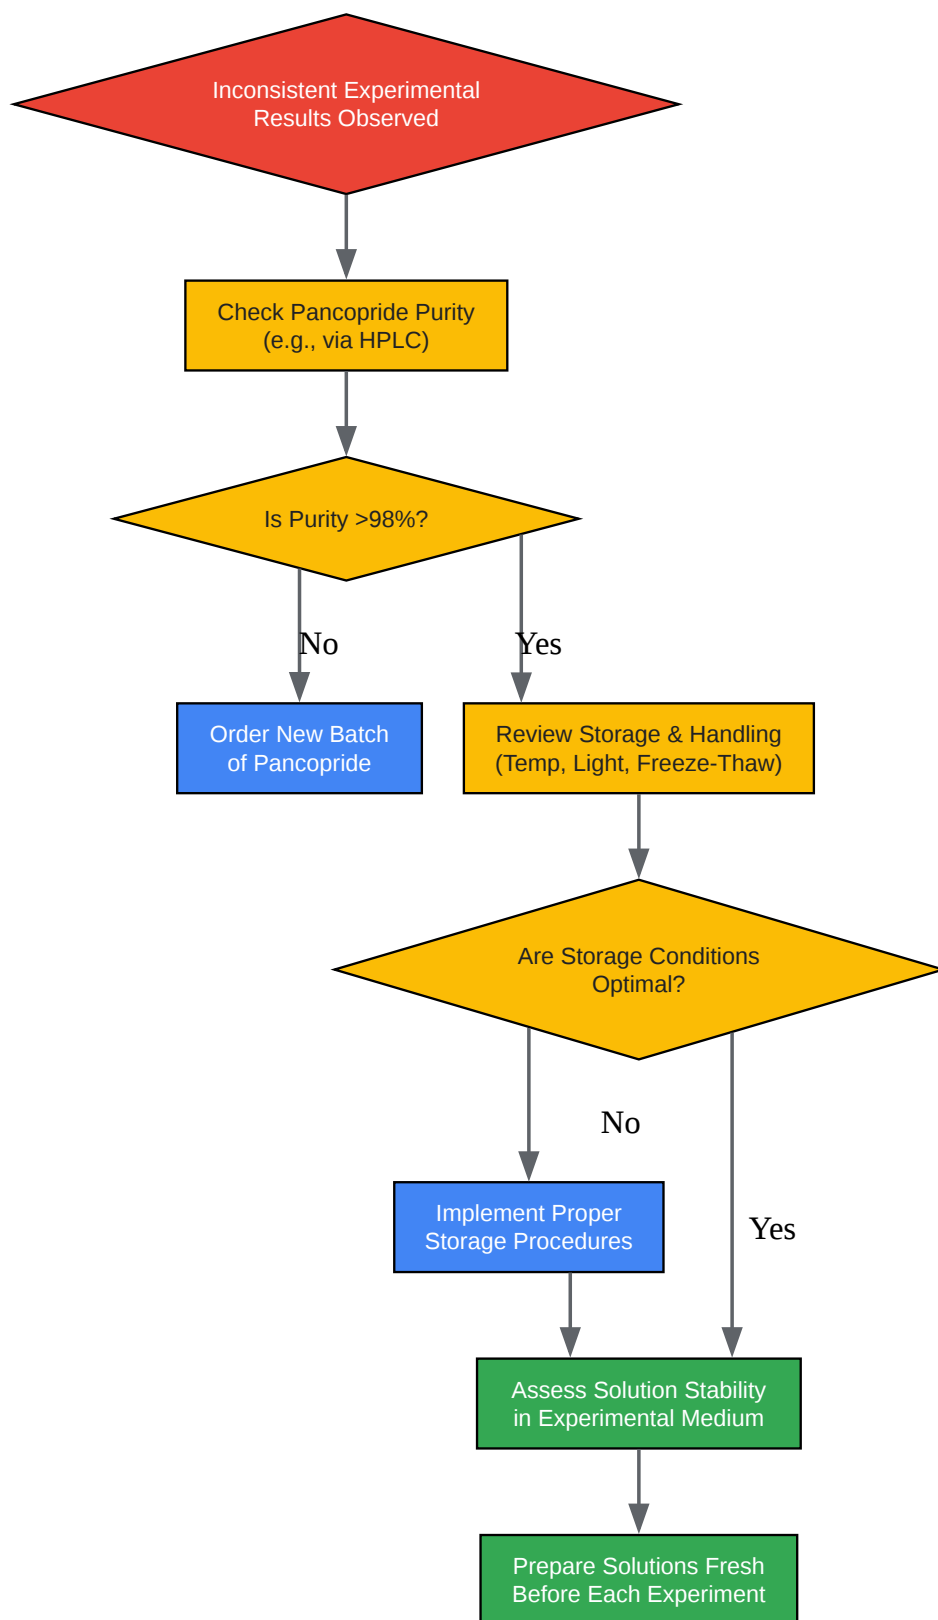 Inconsistent Experimental
Results Observed
Check Pancopride Purity
(e.g., via HPLC)
Is Purity >98%?
No
Yes
Order New Batch
of Pancopride
Review Storage & Handling
(Temp, Light, Freeze-Thaw)
Are Storage Conditions
Optimal?
No
Implement Proper
Storage Procedures
Yes
Assess Solution Stability
in Experimental Medium
Prepare Solutions Fresh
Before Each Experiment